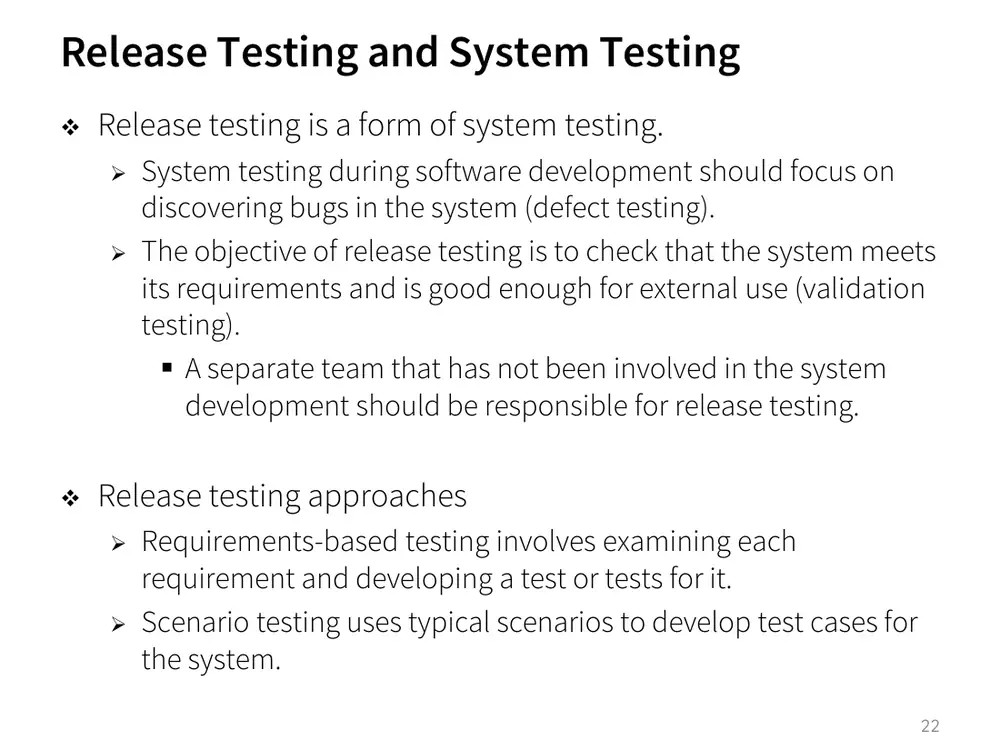 Release Testing and System Testing
❖ Release testing is a form of system testing.
➢ System testing during software development should focus on
discovering bugs in the system (defect testing).
➢ The objective of release testing is to check that the system meets
its requirements and is good enough for external use (validation
testing).
▪ A separate team that has not been involved in the system
development should be responsible for release testing.
❖ Release testing approaches
➢ Requirements-based testing involves examining each
requirement and developing a test or tests for it.
➢ Scenario testing uses typical scenarios to develop test cases for
the system.
22